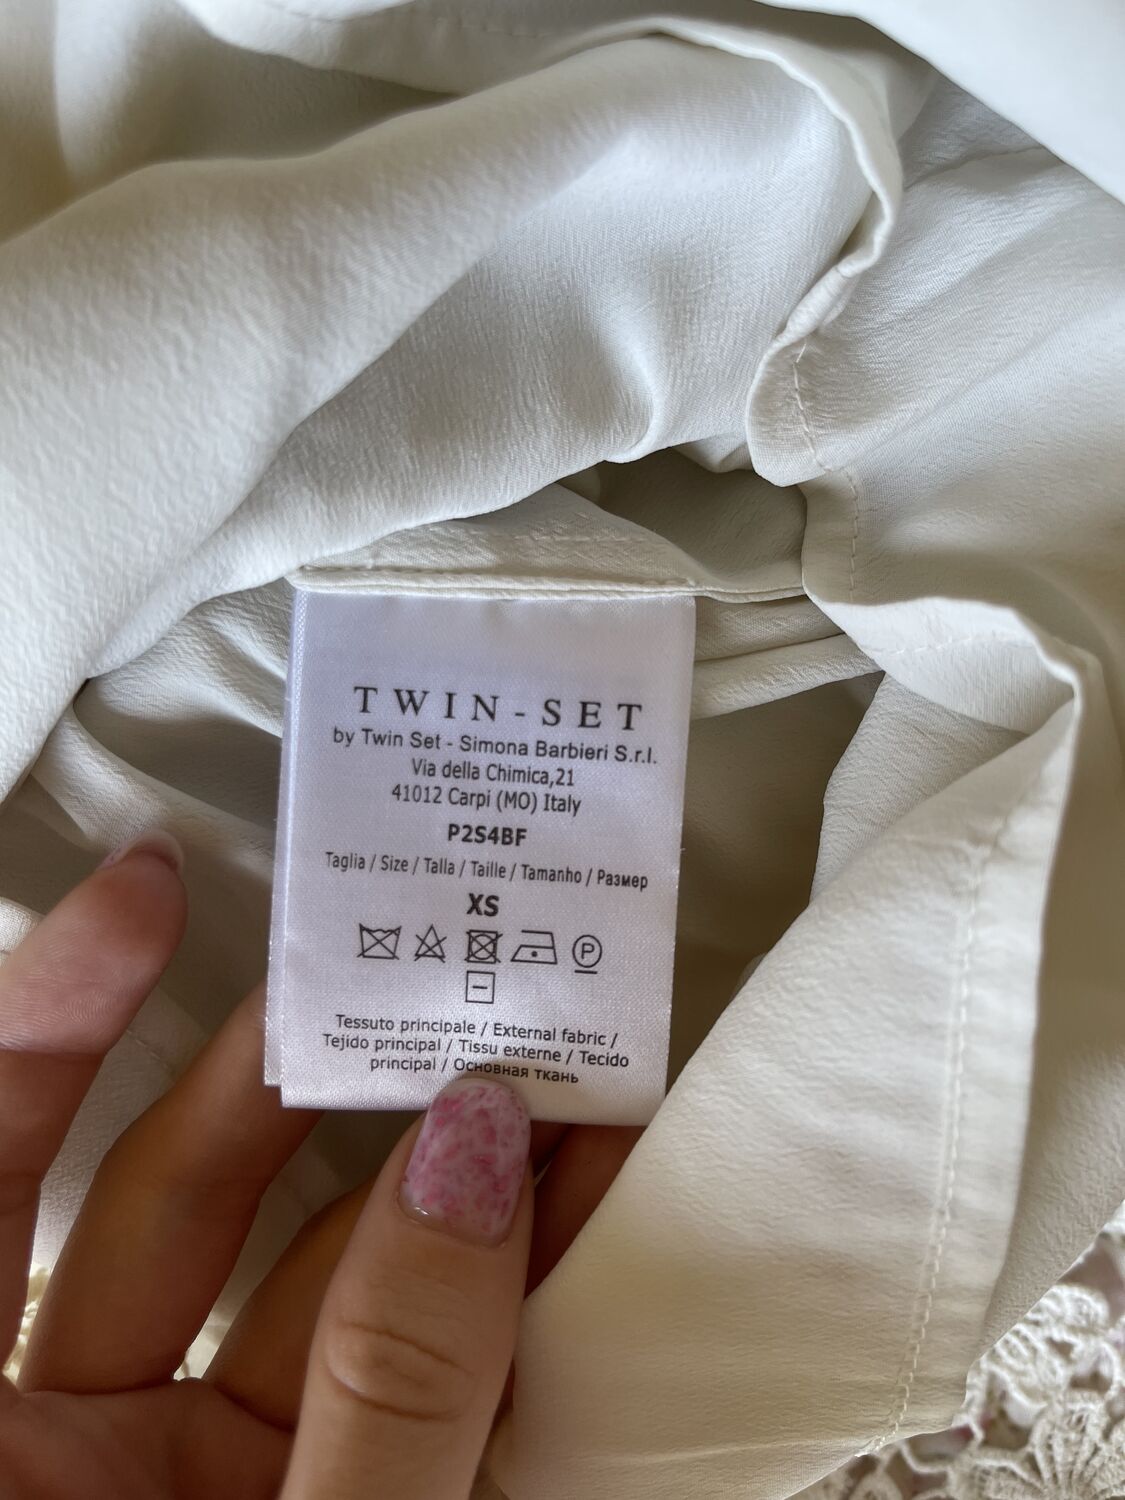 TWIN-SET
by Twin Set - Simona Barbieri S.r.l.
Via della Chimica,21
41012 Carpi (MO) Italy
P2S4BF
Taglia / Size / Talla / Taille / Tamanho / Размер
XS
P
Tessuto principale / External fabric /
Tejido principal / Tissu externe / Tecido
principal / Основная ткань